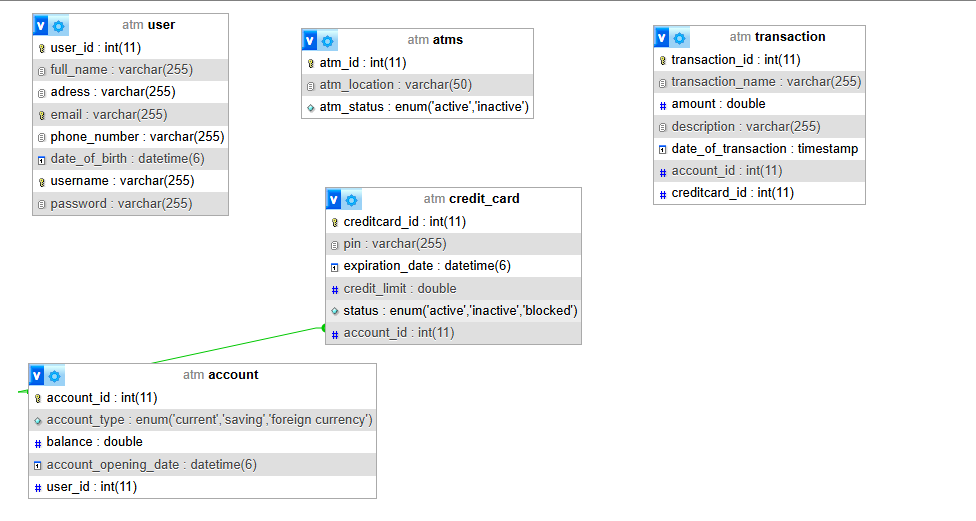 atm user
user_id : int(11)
full_name : varchar(255)
adress : varchar(255)
email : varchar(255)
phone_number : varchar(255)
date_of_birth : datetime(6)
username : varchar(255)
password : varchar(255)
atm atms
atm_id : int(11)
atm_location : varchar(50)
atm_status : enum('active','inactive')
atm transaction
transaction_id : int(11)
transaction_name : varchar(255)
amount : double
description : varchar(255)
date_of_transaction : timestamp
account_id : int(11)
creditcard_id : int(11)
atm credit_card
creditcard_id : int(11)
pin : varchar(255)
expiration_date : datetime(6)
credit_limit : double
status : enum('active','inactive','blocked')
account_id : int(11)
atm account
account_id : int(11)
account_type : enum('current','saving','foreign currency')
balance : double
account_opening_date : datetime(6)
user_id : int(11)